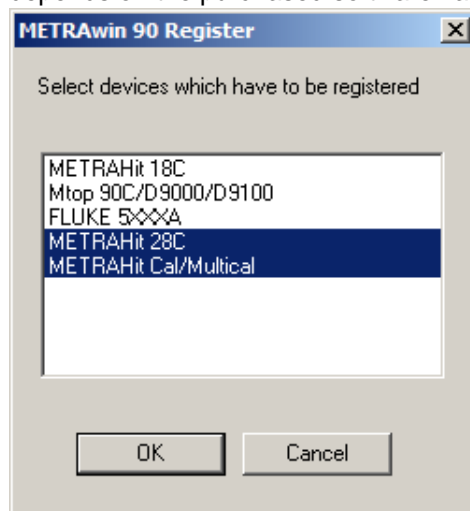 METRAwin 90 Register
Select devices which have to be registered
METRAHit 18C
Mtop 90C/D9000/D9100
FLUKE 5XXXA
METRAHit 28C
METRAHit Cal/Multical
OK
Cancel